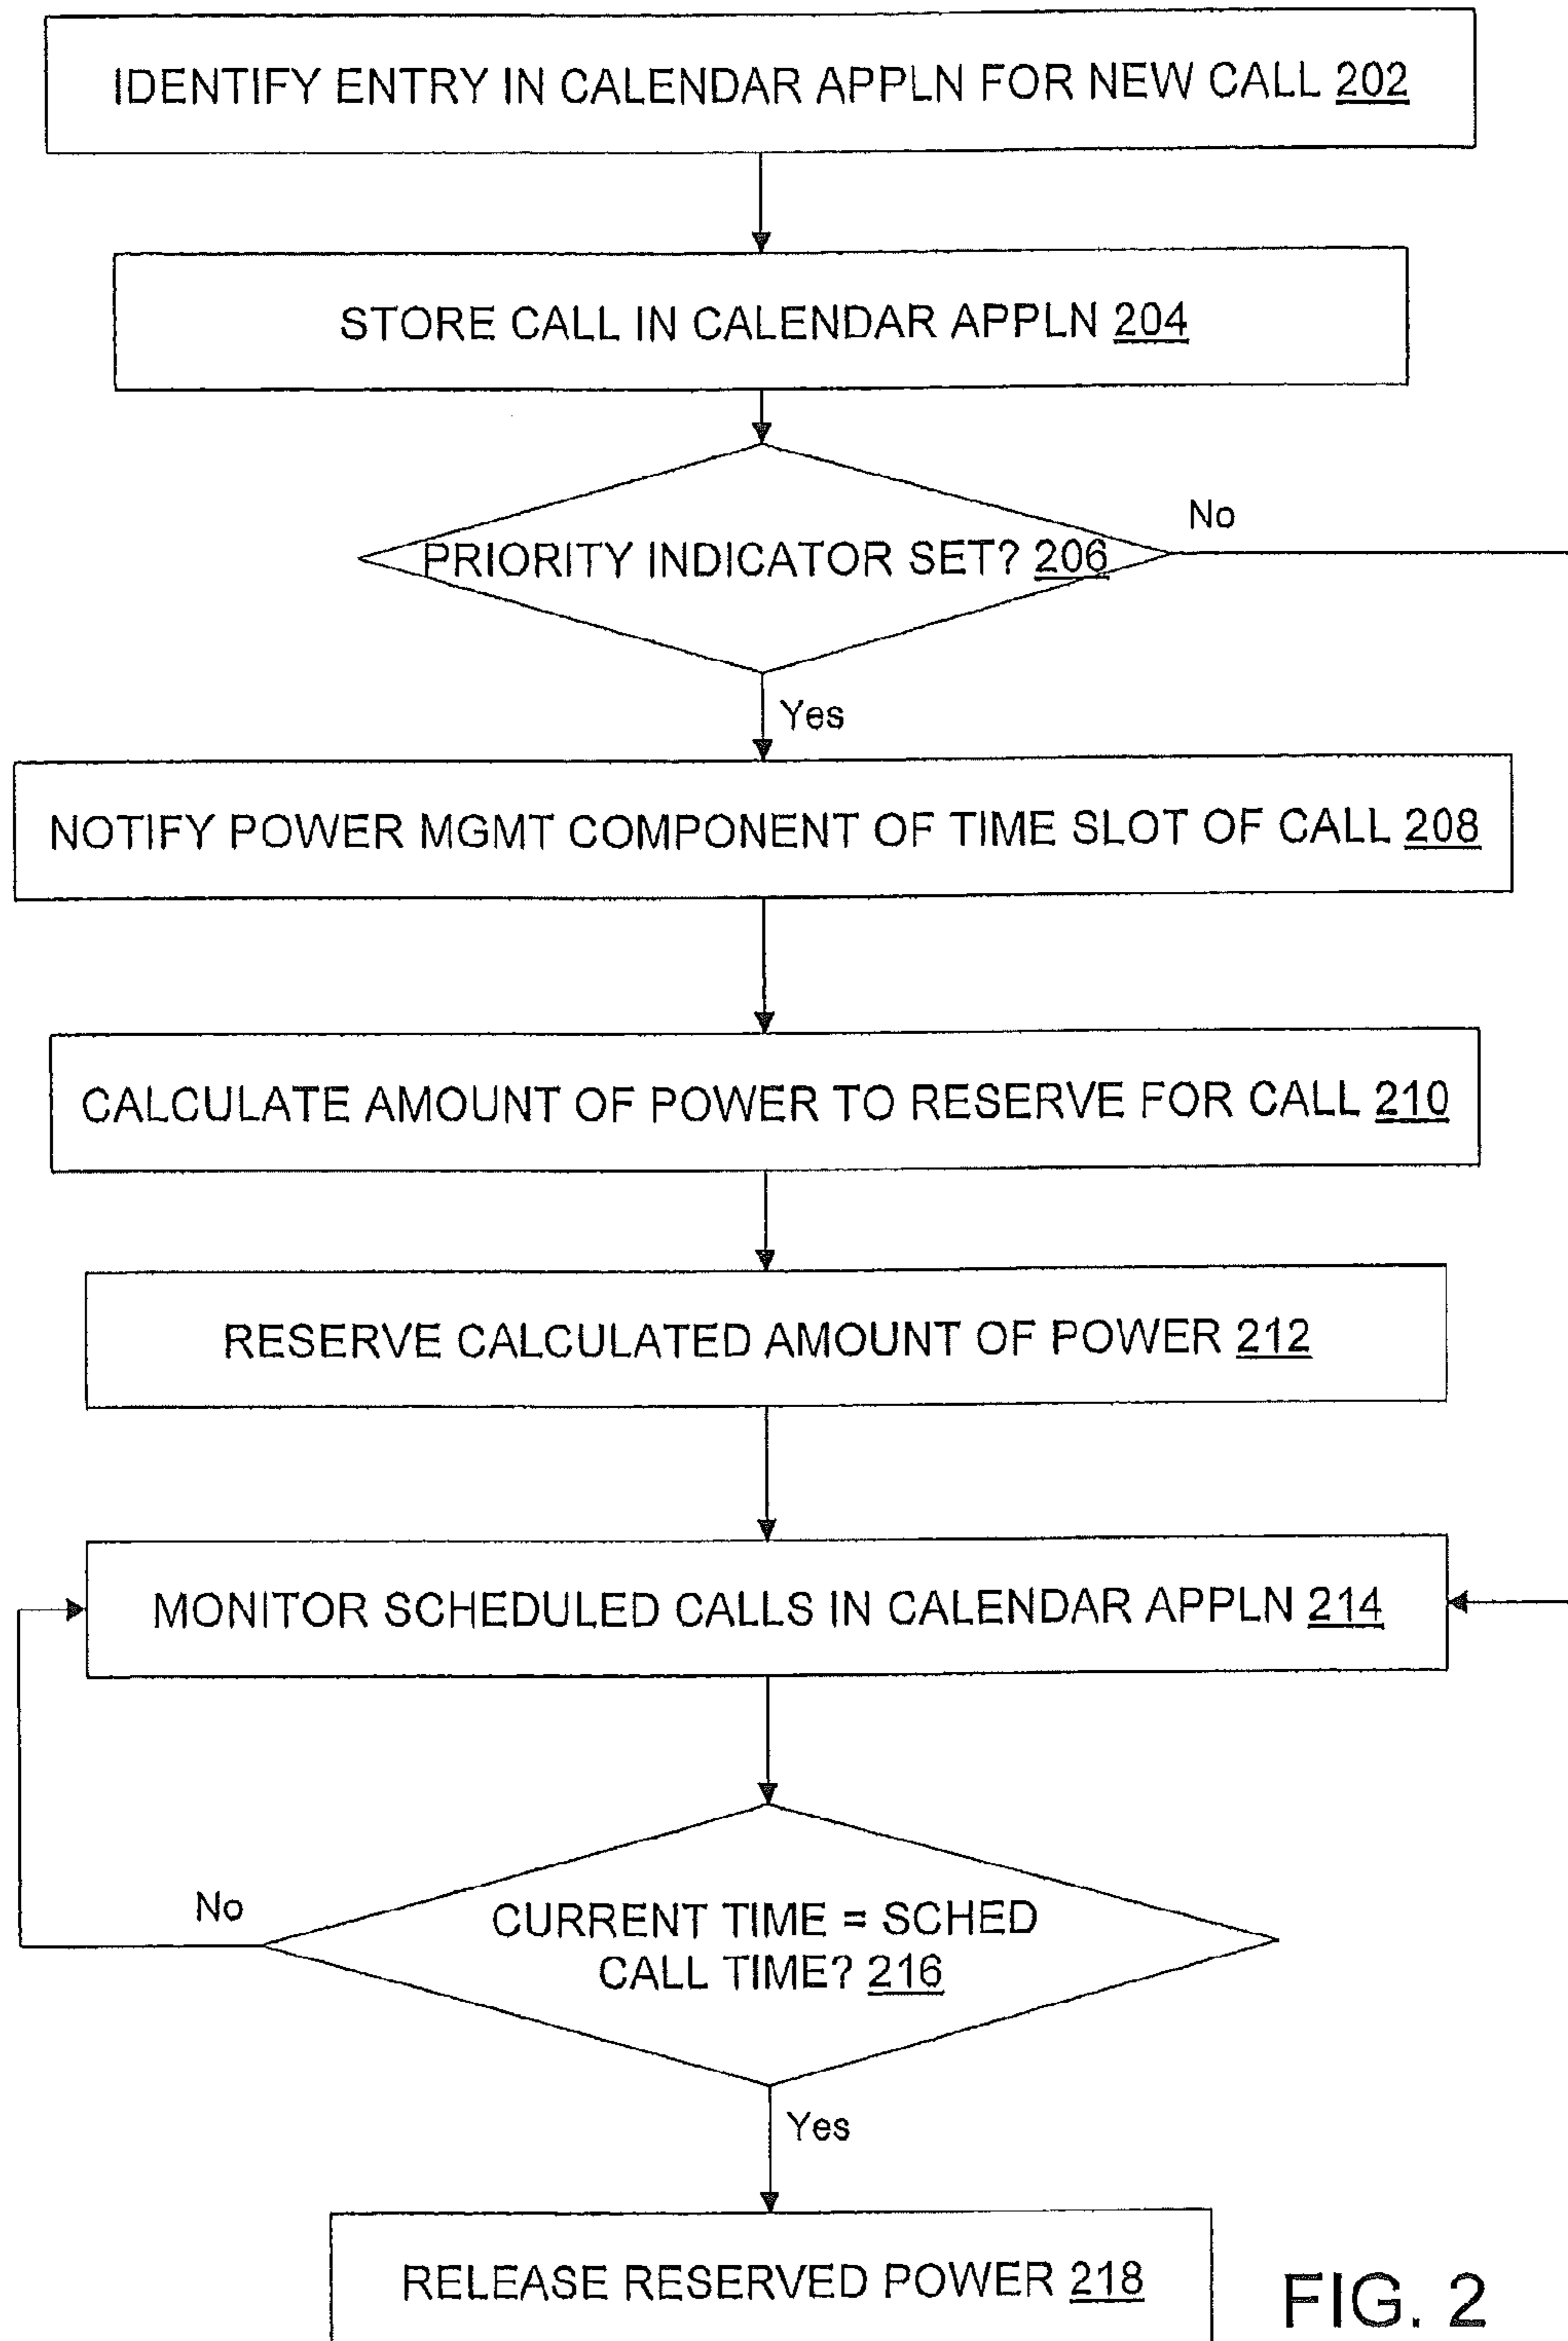 IDENTIFY ENTRY IN CALENDAR APPLN FOR NEW CALL 202
STORE CALL IN CALENDAR APPLN 204
No
PRIORITY INDICATOR SET? 206
Yes
NOTIFY POWER MGMT COMPONENT OF TIME SLOT OF CALL 208
CALCULATE AMOUNT OF POWER TO RESERVE FOR CALL 210
RESERVE CALCULATED AMOUNT OF POWER 212
MONITOR SCHEDULED CALLS IN CALENDAR APPLN 214
No
CURRENT TIME = SCHED
CALL TIME? 216
Yes
RELEASE RESERVED POWER 218
FIG. 2